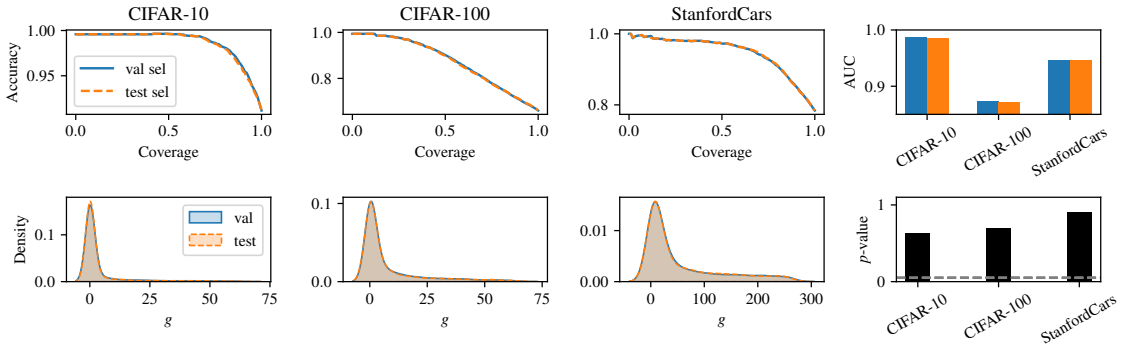 CIFAR-10
Accuracy
1.00
0.95
val sel
test sel
0.0
0.5
1.0
Coverage
CIFAR-100
1.0
0.8
0.0
0.5
1.0
Coverage
StanfordCars
1.0
0.8
0.0
0.5
1.0
Coverage
AUC
1.0
0.9
CIFAR-10
CIFAR-100
StanfordCars
Density
0.1
0.0
val
test
0
25
50
75
g
0.1
0.0
0
25
50
75
g
0.01
0.00
0
100
200
300
g
p-value
1
0
CIFAR-10
CIFAR-100
StanfordCars